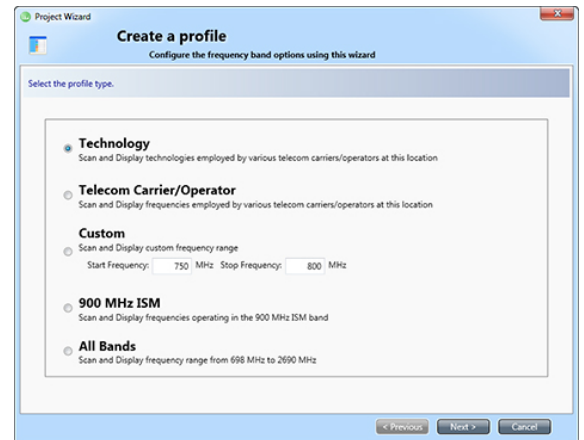 Project Wizard
Create a profile
Configure the frequency band options using this wizard
Select the profile type.
Technology
Scan and Display technologies employed by various telecom carriers/operators at this location
Telecom Carrier/Operator
Scan and Display frequencies employed by various telecom carriers/operators at this location
Custom
Scan and Display custom frequency range
Start Frequency: 750 MHz Stop Frequency: 800 MHz
900 MHz ISM
Scan and Display frequencies operating in the 900 MHz ISM band
All Bands
Scan and Display frequency range from 698 MHz to 2690 MHz
< Previous Next > Cancel